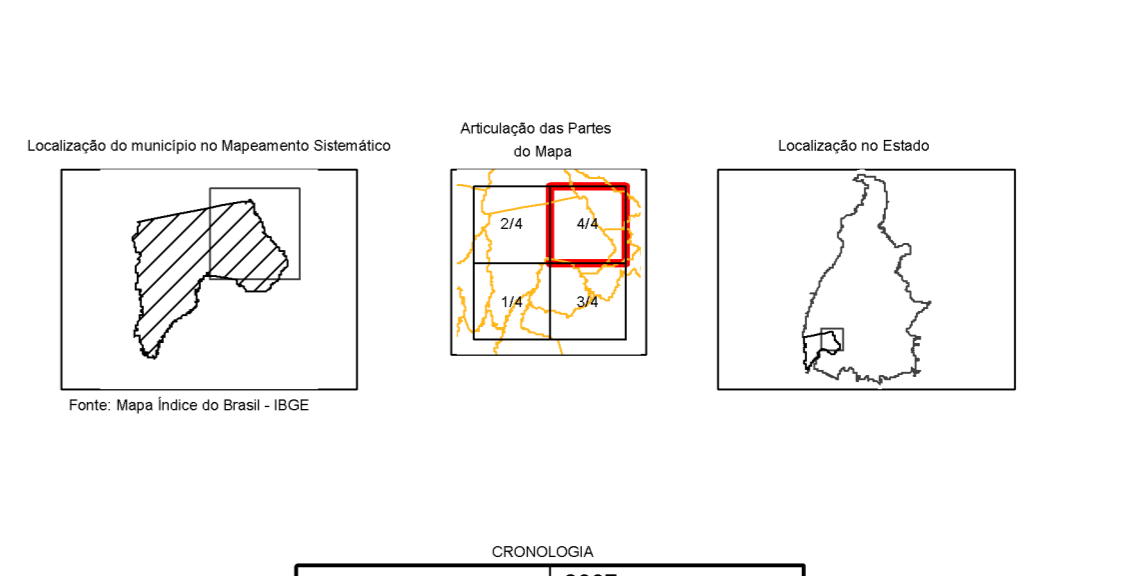 Localização do município no Mapeamento Sistemático
Articulação das Partes
do Mapa
Localização no Estado
2/4
4/4
1/4
3/4
Fonte: Mapa Índice do Brasil - IBGE
CRONOLOGIA